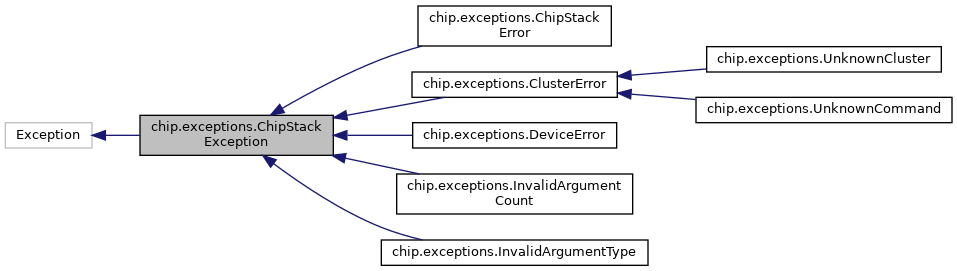 Exception
chip.exceptions.ChipStack
Exception
chip.exceptions.ChipStack
Error
chip.exceptions.ClusterError
chip.exceptions.DeviceError
chip.exceptions.InvalidArgument
Count
chip.exceptions.InvalidArgumentType
chip.exceptions.UnknownCluster
chip.exceptions.UnknownCommand